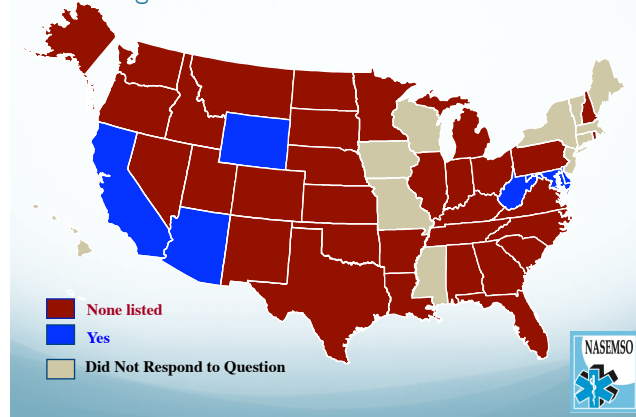 None listed
Yes
Did Not Respond to Question
NASEMSO